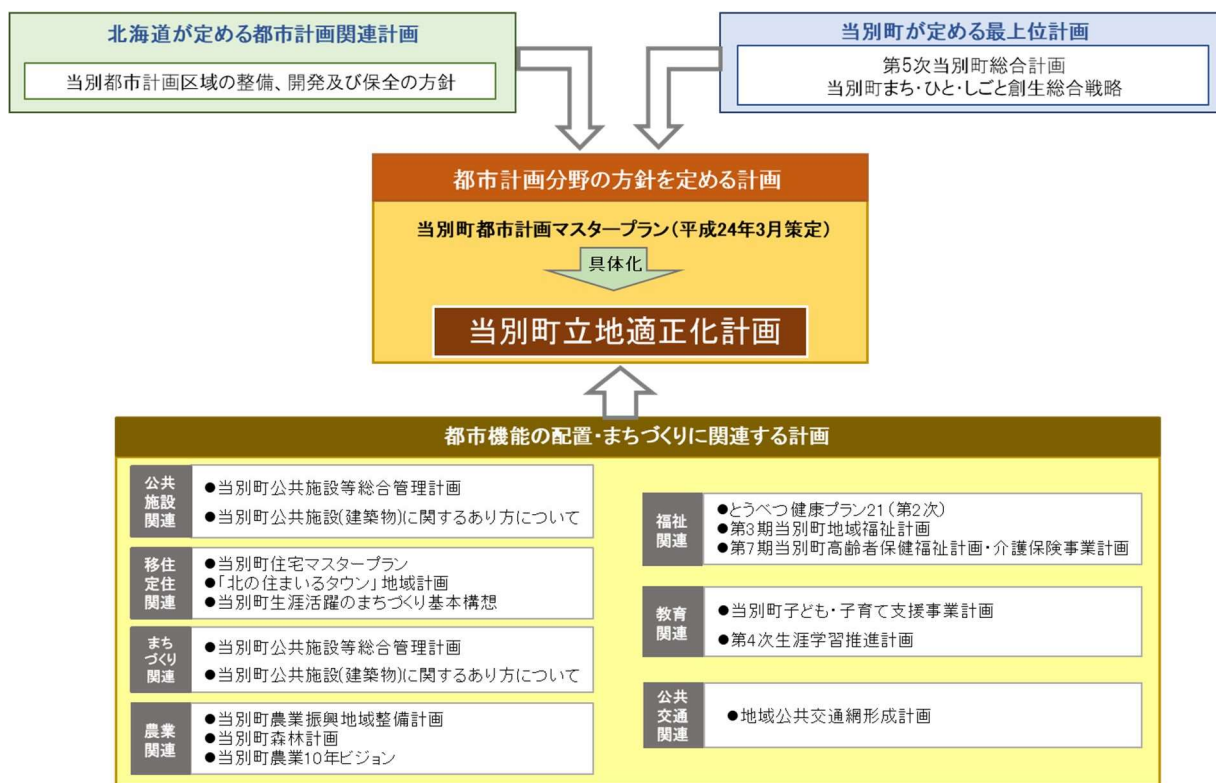 北海道が定める都市計画関連計画
当別都市計画区域の整備、開発及び保全の方針
当別町が定める最上位計画
第5次当別町総合計画
当別町まち・ひと・しごと創生総合戦略
都市計画分野の方針を定める計画
当別町都市計画マスタープラン(平成24年3月策定)
具体化
当別町立地適正化計画
都市機能の配置・まちづくりに関連する計画
公共
施設
関連
●当別町公共施設等総合管理計画
●当別町公共施設(建築物)に関するあり方について
移住
定住
関連
●当別町住宅マスタープラン
●「北の住まいるタウン」地域計画
●当別町生涯活躍のまちづくり基本構想
まち
づくり
関連
●当別町公共施設等総合管理計画
●当別町公共施設(建築物)に関するあり方について
農業
関連
●当別町農業振興地域整備計画
●当別町森林計画
●当別町農業10年ビジョン
福祉
関連
●とうべつ健康プラン21(第2次)
●第3期当別町地域福祉計画
●第7期当別町高齢者保健福祉計画・介護保険事業計画
教育
関連
●当別町子ども・子育て支援事業計画
●第4次生涯学習推進計画
公共
交通
関連
●地域公共交通網形成計画